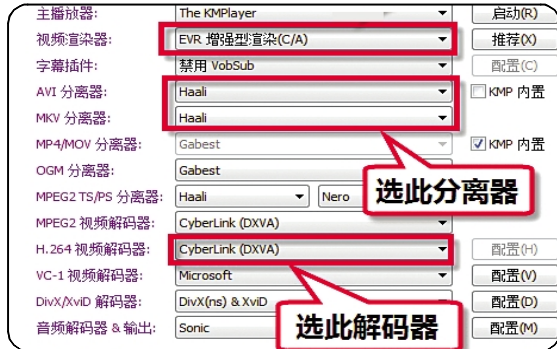 主播放器: The KMPlayer 启动(R)
视频渲染器: EVR 增强型渲染(C/A) 推荐(X)
字幕插件: 禁用 VobSub 配置(C)
AVI 分离器: Haali KMP 内置
MKV 分离器: Haali
MP4/MOV 分离器: Gabest KMP 内置
OGM 分离器: Gabest
MPEG2 TS/PS 分离器: Haali Nero
选此分离器
MPEG2 视频解码器: CyberLink (DXVA)
H.264 视频解码器: CyberLink (DXVA) 配置(H)
VC-1 视频解码器: Microsoft 配置(V)
DivX/XviD 解码器: DivX(ns) & XviD 配置(D)
音频解码器 & 输出: Sonic 配置(M)
选此解码器